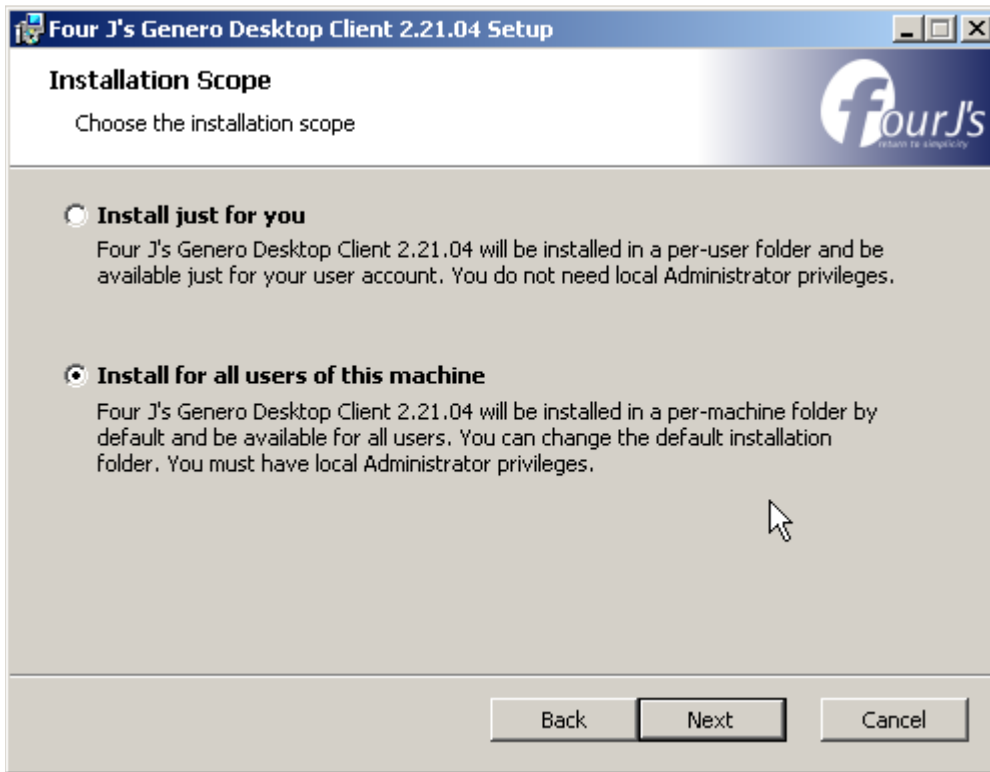 Four J's Genero Desktop Client 2.21.04 Setup
Installation Scope
Choose the installation scope
fourJ's
return to simplicity
Install just for you
Four J's Genero Desktop Client 2.21.04 will be installed in a per-user folder and be
available just for your user account. You do not need local Administrator privileges.
Install for all users of this machine
Four J's Genero Desktop Client 2.21.04 will be installed in a per-machine folder by
default and be available for all users. You can change the default installation
folder. You must have local Administrator privileges.
Back
Next
Cancel